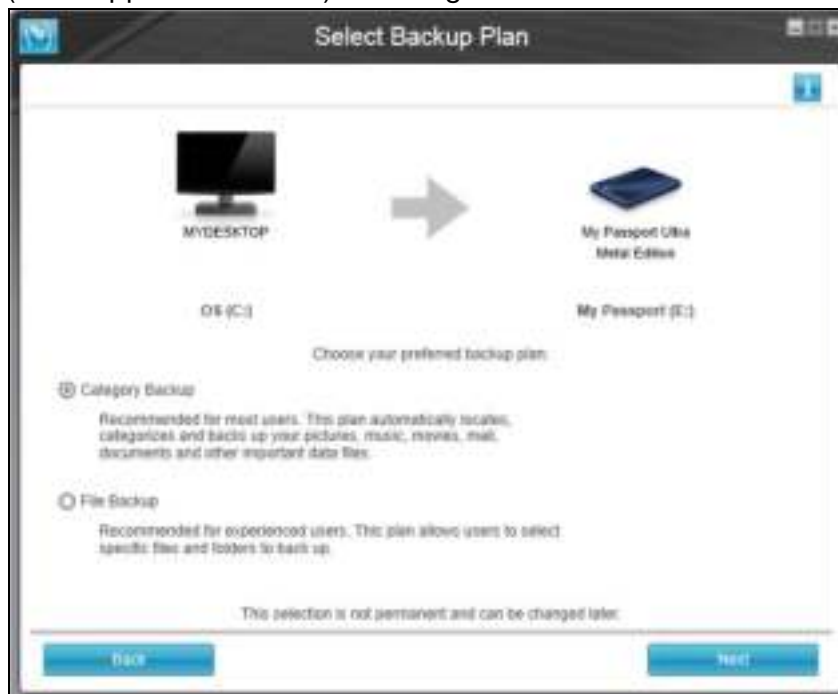 Select Backup Plan
MYDESKTOP
My Passport Ultra
Metal Edition
OS (C:)
My Passport (E:)
Choose your preferred backup plan:
Category Backup
Recommended for most users. This plan automatically locates,
categorizes and backs up your pictures, music, movies, mail,
documents and other important data files.
File Backup
Recommended for experienced users. This plan allows users to select
specific files and folders to back up.
This selection is not permanent and can be changed later.
Back
Next